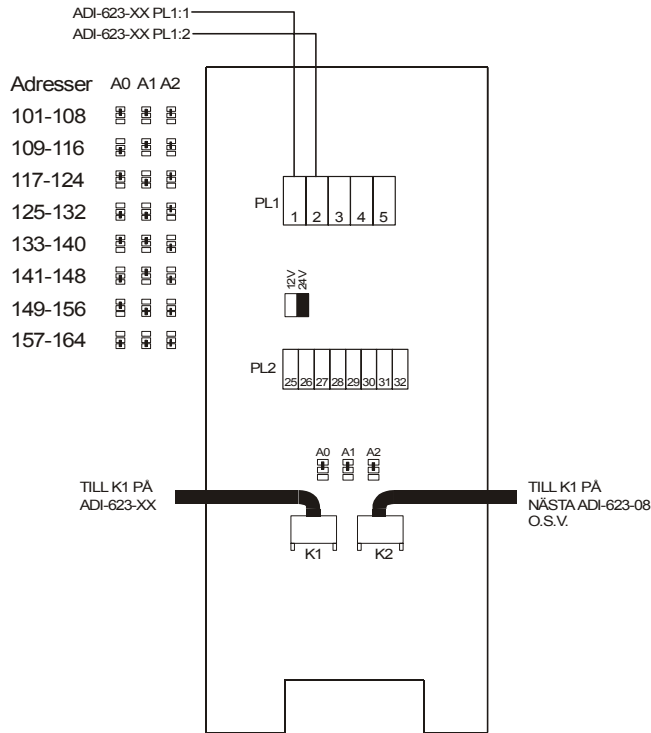 ADI-623-XX PL1:1
ADI-623-XX PL1:2
Adresser A0 A1 A2
101-108
109-116
117-124
125-132
133-140
141-148
149-156
157-164
PL1
1 2 3 4 5
12V
24V
PL2
25 26 27 28 29 30 31 32
A0 A1 A2
TILL K1 PÅ
ADI-623-XX
TILL K1 PÅ
NÄSTA ADI-623-08
O.S.V.
K1
K2